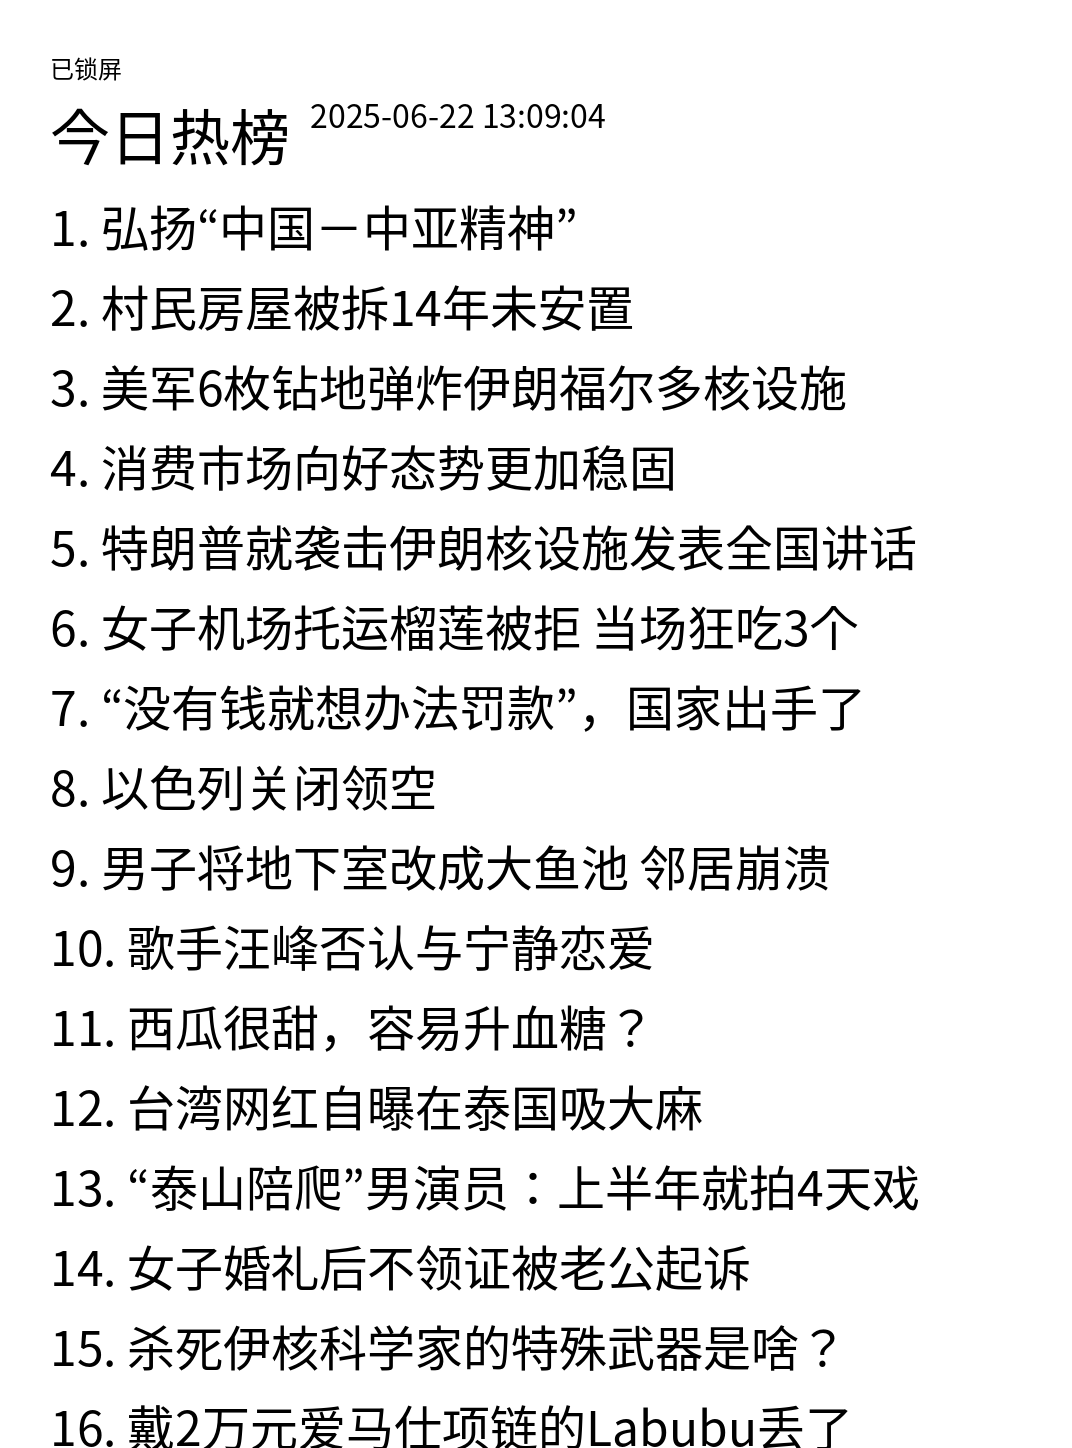 已锁屏
今日热榜 2025-06-22 13:09:04
1. 弘扬“中国－中亚精神”
2. 村民房屋被拆14年未安置
3. 美军6枚钻地弹炸伊朗福尔多核设施
4. 消费市场向好态势更加稳固
5. 特朗普就袭击伊朗核设施发表全国讲话
6. 女子机场托运榴莲被拒 当场狂吃3个
7. “没有钱就想办法罚款”，国家出手了
8. 以色列关闭领空
9. 男子将地下室改成大鱼池 邻居崩溃
10. 歌手汪峰否认与宁静恋爱
11. 西瓜很甜，容易升血糖？
12. 台湾网红自曝在泰国吸大麻
13. “泰山陪爬”男演员：上半年就拍4天戏
14. 女子婚礼后不领证被老公起诉
15. 杀死伊核科学家的特殊武器是啥？
16. 戴2万元爱马仕项链的Labubu丢了